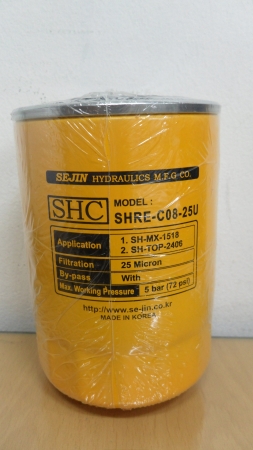 SEJIN HYDRAULICS M.F.G CO.
SHC
MODEL :
SHRE-C08-25U
Application 1. SH-MX-1518
2. SH-TOP-2406
Filtration 25 Micron
By-pass With
Max. Working Pressure 5 bar (72 psi)
http://www.se-jin.co.kr
MADE IN KOREA